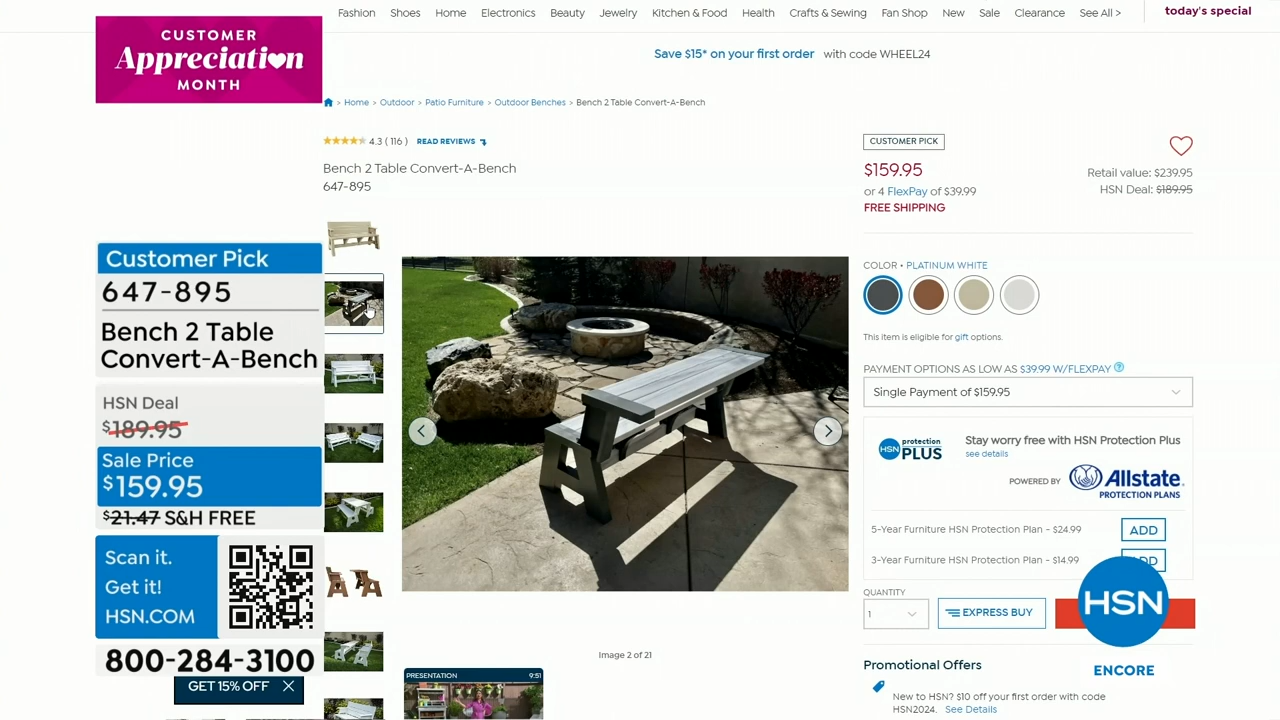 Fashion Shoes Home Electronics Beauty Jewelry Kitchen & Food Health Crafts & Sewing Fan Shop New Sale Clearance See All > today's special
CUSTOMER
Appreciation
MONTH
Save $15* on your first order with code WHEEL24
> Home > Outdoor > Patio Furniture > Outdoor Benches > Bench 2 Table Convert-A-Bench
4.3 ( 116 ) READ REVIEWS
Bench 2 Table Convert-A-Bench
647-895
CUSTOMER PICK
$159.95
or 4 FlexPay of $39.99
FREE SHIPPING
Retail value: $239.95
HSN Deal: $189.95
Customer Pick
647-895
Bench 2 Table
Convert-A-Bench
HSN Deal
$189.95
Sale Price
$159.95
$21.47 S&H FREE
Scan it.
Get it!
HSN.COM
800-284-3100
GET 15% OFF
COLOR • PLATINUM WHITE
This item is eligible for gift options.
PAYMENT OPTIONS AS LOW AS $39.99 W/FLEXPAY ?
Single Payment of $159.95
HSN protection PLUS
Stay worry free with HSN Protection Plus
see details
POWERED BY Allstate.
PROTECTION PLANS
5-Year Furniture HSN Protection Plan - $24.99 ADD
3-Year Furniture HSN Protection Plan - $14.99
QUANTITY
1
EXPRESS BUY
HSN
ENCORE
Image 2 of 21
PRESENTATION 9:51
Promotional Offers
New to HSN? $10 off your first order with code
HSN2024. See Details